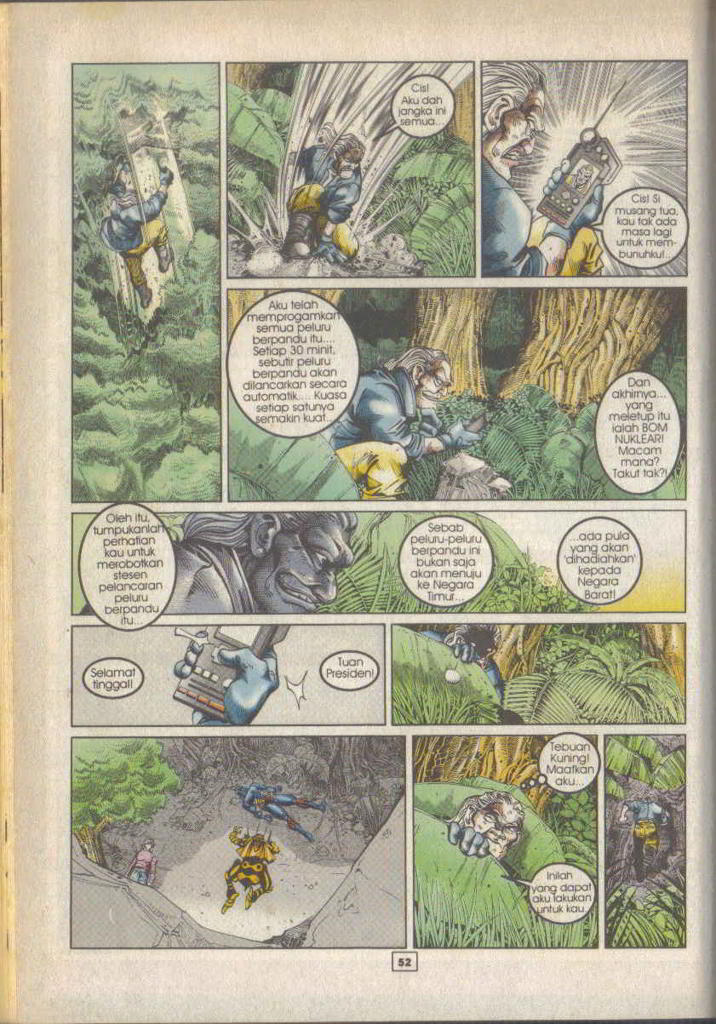 Cis!
Aku dah
jangka ini
semua...
Cis! Si
musang tua,
kau tak ada
masa lagi
untuk mem-
bunuhku!..
Aku telah
memprogamkan
semua peluru
berpandu itu....
Setiap 30 minit,
sebutir peluru
berpandu akan
dilancarkan secara
automatik.... Kuasa
setiap satunya
semakin kuat...
Dan
akhirnya...
yang
meletup itu
ialah BOM
NUKLEAR!
Macam
mana?
Takut tak?!
Oleh itu,
tumpukanlah
perhatian
kau untuk
merobotkan
stesen
pelancaran
peluru
berpandu
itu...
Sebab
peluru-peluru
berpandu ini
bukan saja
akan menuju
ke Negara
Timur...
...ada pula
yang akan
'dihadiahkan'
kepada
Negara
Barat!
Selamat
tinggal!
Tuan
Presiden!
Tebuan
Kuning!
Maafkan
aku...
Inilah
yang dapat
aku lakukan
untuk kau.
52